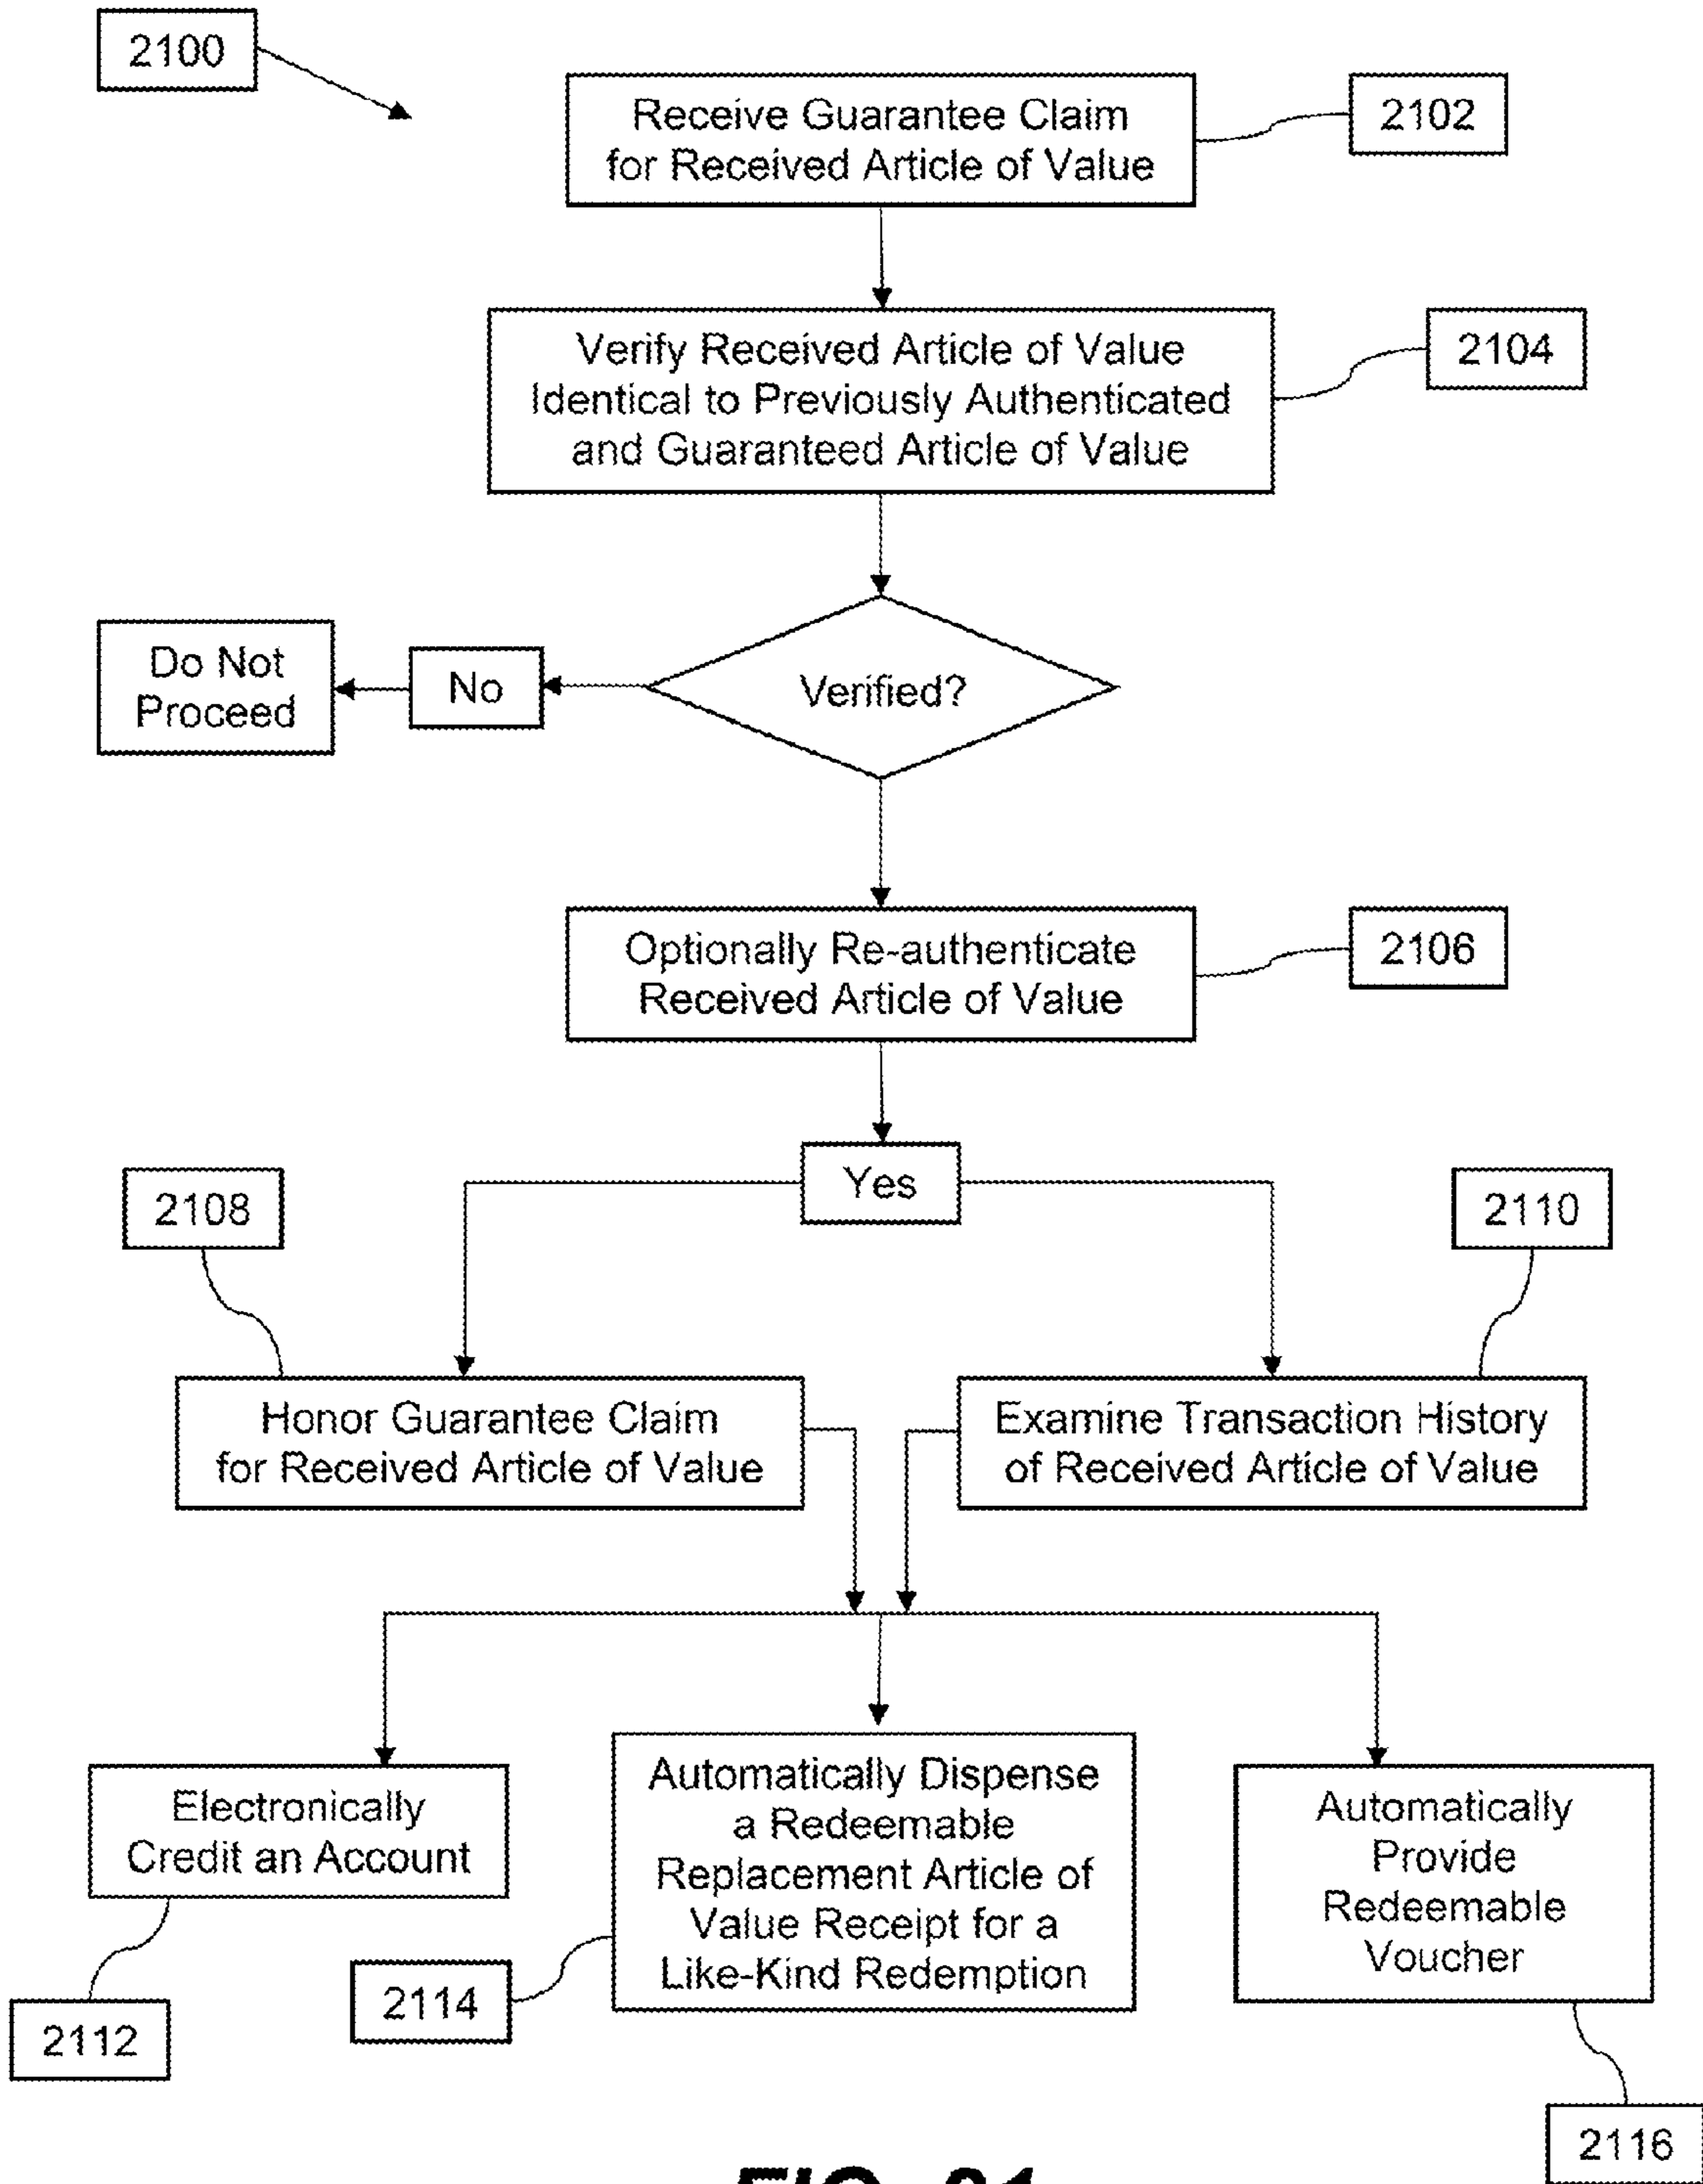 2100
Receive Guarantee Claim
for Received Article of Value
2102
Verify Received Article of Value
Identical to Previously Authenticated
and Guaranteed Article of Value
2104
Verified?
No
Do Not
Proceed
Optionally Re-authenticate
Received Article of Value
2106
Yes
2108
2110
Honor Guarantee Claim
for Received Article of Value
Examine Transaction History
of Received Article of Value
Electronically
Credit an Account
2112
Automatically Dispense
a Redeemable
Replacement Article of
Value Receipt for a
Like-Kind Redemption
2114
Automatically
Provide
Redeemable
Voucher
2116